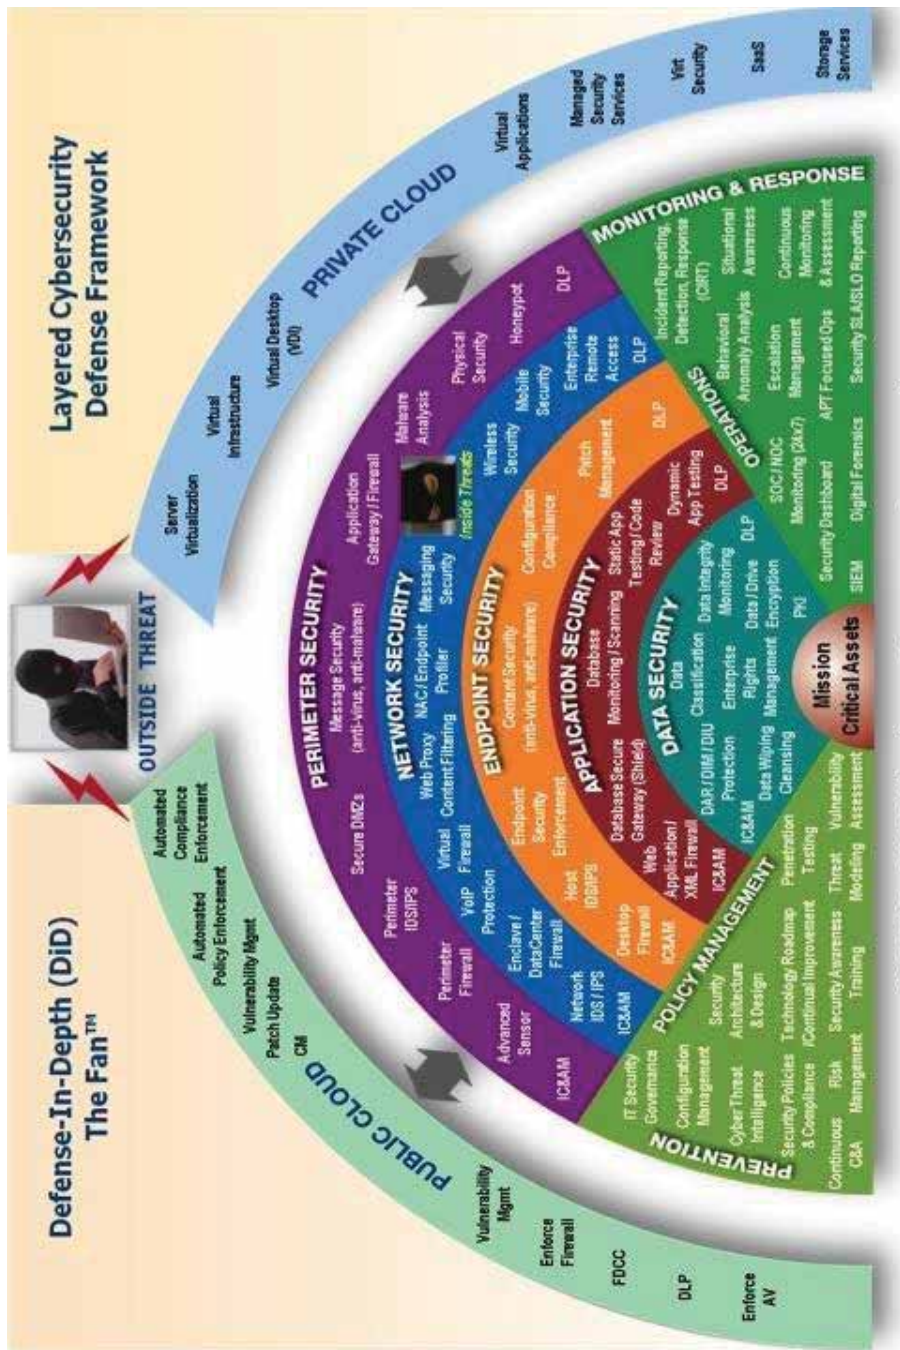 Defense-In-Depth (DiD)
The Fan™
Layered Cybersecurity
Defense Framework
OUTSIDE THREAT
PUBLIC CLOUD
Automated
Compliance
Enforcement
Automated
Policy Enforcement
Vulnerability Mgmt
Patch Update
CM
Vulnerability
Mgmt
Enforce
Firewall
FDCC
DLP
Enforce
AV
PRIVATE CLOUD
Server
Virtualization
Virtual
Infrastructure
Virtual Desktop
(VDI)
Virtual
Applications
Managed
Security
Services
Virt
Security
SaaS
Storage
Services
PERIMETER SECURITY
IC&AM
Advanced
Sensor
Perimeter
Firewall
Perimeter
IDS/IPS
Secure DMZs
Message Security
(anti-virus, anti-malware)
Application
Gateway / Firewall
Malware
Analysis
Physical
Security
Honeypot
DLP
NETWORK SECURITY
IC&AM
Network
IDS / IPS
Enclave /
DataCenter
Firewall
VoIP
Protection
Virtual
Firewall
Web Proxy
Content Filtering
NAC/ Endpoint
Profiler
Messaging
Security
Inside Threats
Wireless
Security
Mobile
Security
Enterprise
Remote
Access
DLP
ENDPOINT SECURITY
IC&AM
Desktop
Firewall
Host
IDS/IPS
Endpoint
Security
Enforcement
Content Security
(anti-virus, anti-malware)
Configuration
Compliance
Patch
Management
DLP
APPLICATION SECURITY
IC&AM
Web
Application/
XML Firewall
Database Secure
Gateway (Shield)
Database
Monitoring / Scanning
Static App
Testing / Code
Review
Dynamic
App Testing
DLP
DATA SECURITY
IC&AM
DAR / DIM / DIU
Protection
Data Wiping
Cleansing
Data
Classification
Enterprise
Rights
Management
Data Integrity
Monitoring
Data / Drive
Encryption
PKI
DLP
Mission
Critical Assets
PREVENTION
POLICY MANAGEMENT
IT Security
Governance
Configuration
Management
Security
Architecture
& Design
Cyber Threat
Intelligence
Security Policies
& Compliance
Technology Roadmap
/Continual Improvement
Penetration
Testing
Continuous
C&A
Risk
Management
Security Awareness
Training
Threat
Modeling
Vulnerability
Assessment
OPERATIONS
MONITORING & RESPONSE
Incident Reporting,
Detection, Response
(CIRT)
Behavioral
Anomaly Analysis
Situational
Awareness
SOC / NOC
Monitoring (24x7)
Escalation
Management
Continuous
Monitoring
& Assessment
Security Dashboard
APT Focused Ops
SIEM
Digital Forensics
Security SLA/SLO Reporting